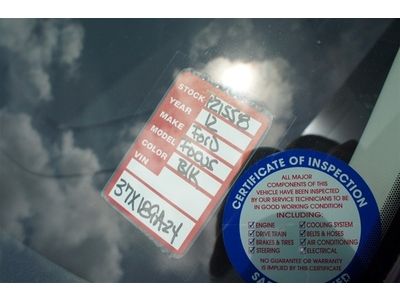 STOCK P21558
YEAR 12
MAKE Ford
MODEL FOCUS
COLOR BLK
VIN
CERTIFICATE OF INSPECTION
ALL MAJOR
COMPONENTS OF THIS
VEHICLE HAVE BEEN INSPECTED
BY OUR SERVICE TECHNICIANS TO BE
IN GOOD WORKING CONDITION
INCLUDING:
ENGINE COOLING SYSTEM
DRIVE TRAIN BELTS & HOSES
BRAKES & TIRES AIR CONDITIONING
STEERING ELECTRICAL
NO GUARANTEE OR WARRANTY
IS IMPLIED BY THIS CERTIFICATE